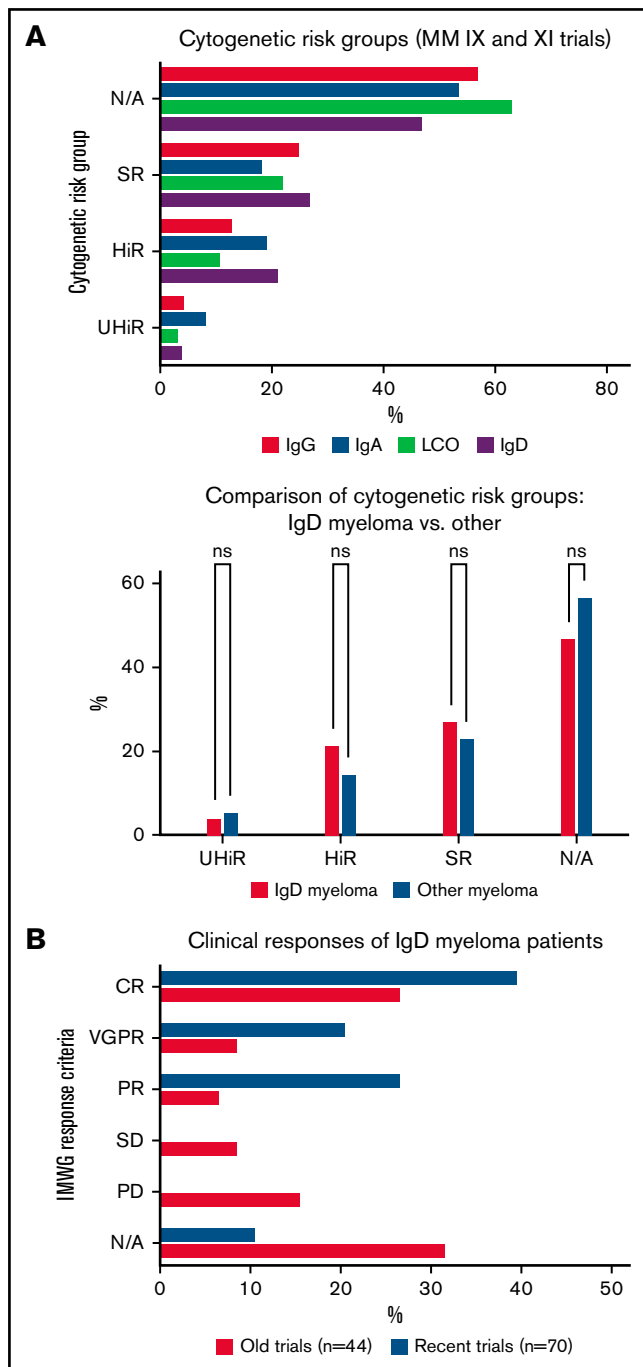 A
Cytogenetic risk groups (MM IX and XI trials)
Cytogenetic risk group
N/A
SR
HiR
UHiR
0 20 40 60 80
%
IgG IgA LCO IgD
Comparison of cytogenetic risk groups:
IgD myeloma vs. other
ns ns ns ns
%
60
40
20
0
UHiR HiR SR N/A
IgD myeloma Other myeloma
B
Clinical responses of IgD myeloma patients
IMWG response criteria
CR
VGPR
PR
SD
PD
N/A
0 10 20 30 40 50
%
Old trials (n=44) Recent trials (n=70)